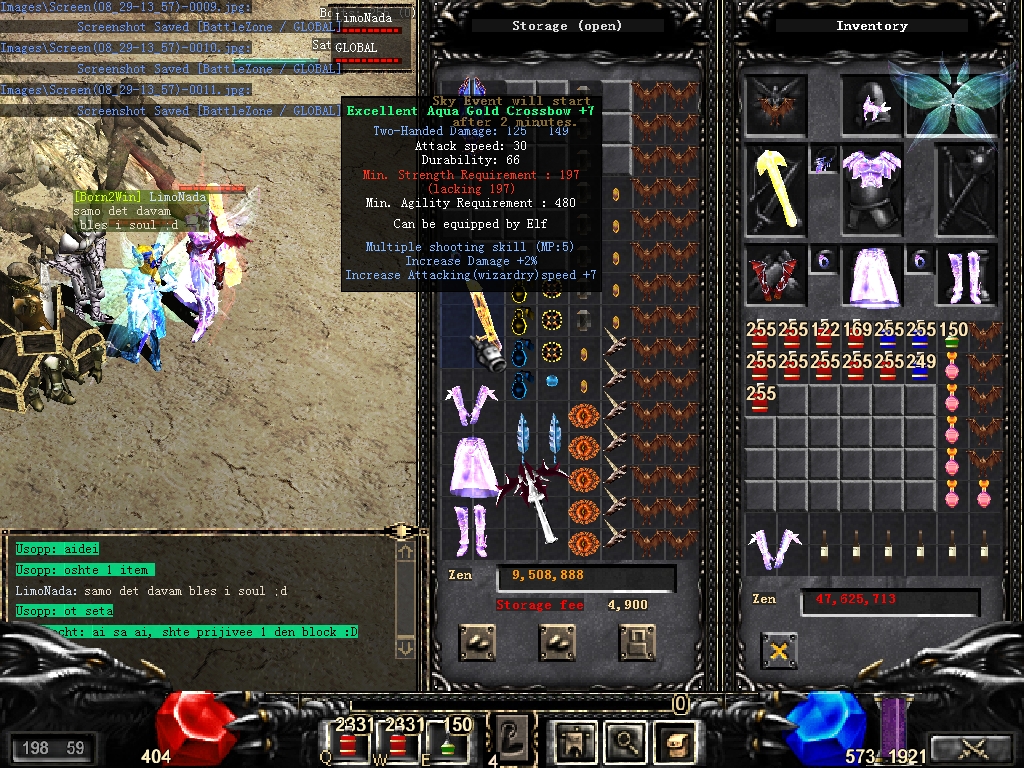 Images\Screen(08_29-13_57)-0009.jpg:
Screenshot Saved [BattleZone / GLOBAL]
Images\Screen(08_29-13_57)-0010.jpg:
Screenshot Saved [BattleZone / GLOBAL]
Images\Screen(08_29-13_57)-0011.jpg:
Screenshot Saved [BattleZone / GLOBAL]
LimoNada
GLOBAL
[Born2Win] LimoNada
samo det davam
bles i soul ;d
Sky Event will start
after 2 minutes.
Excellent Aqua Gold Crossbow +7
Two-Handed Damage: 125 149
Attack speed: 30
Durability: 66
Min. Strength Requirement : 197
(lacking 197)
Min. Agility Requirement : 480
Can be equipped by Elf
Multiple shooting skill (MP:5)
Increase Damage +2%
Increase Attacking(wizardry)speed +7
Storage (open)
Zen
9,508,888
Storage fee 4,900
Inventory
255 255 122 169 255 255 150
255 255 255 255 255 249
255
Zen
47,625,713
Usopp: aidei
Usopp: oshte 1 item
LimoNada: samo det davam bles i soul ;d
Usopp: ot seta
cht: ai sa ai, shte prijivee 1 den block :D
198 59
404
2331 2331 150
Q W E
4
0
573 1921